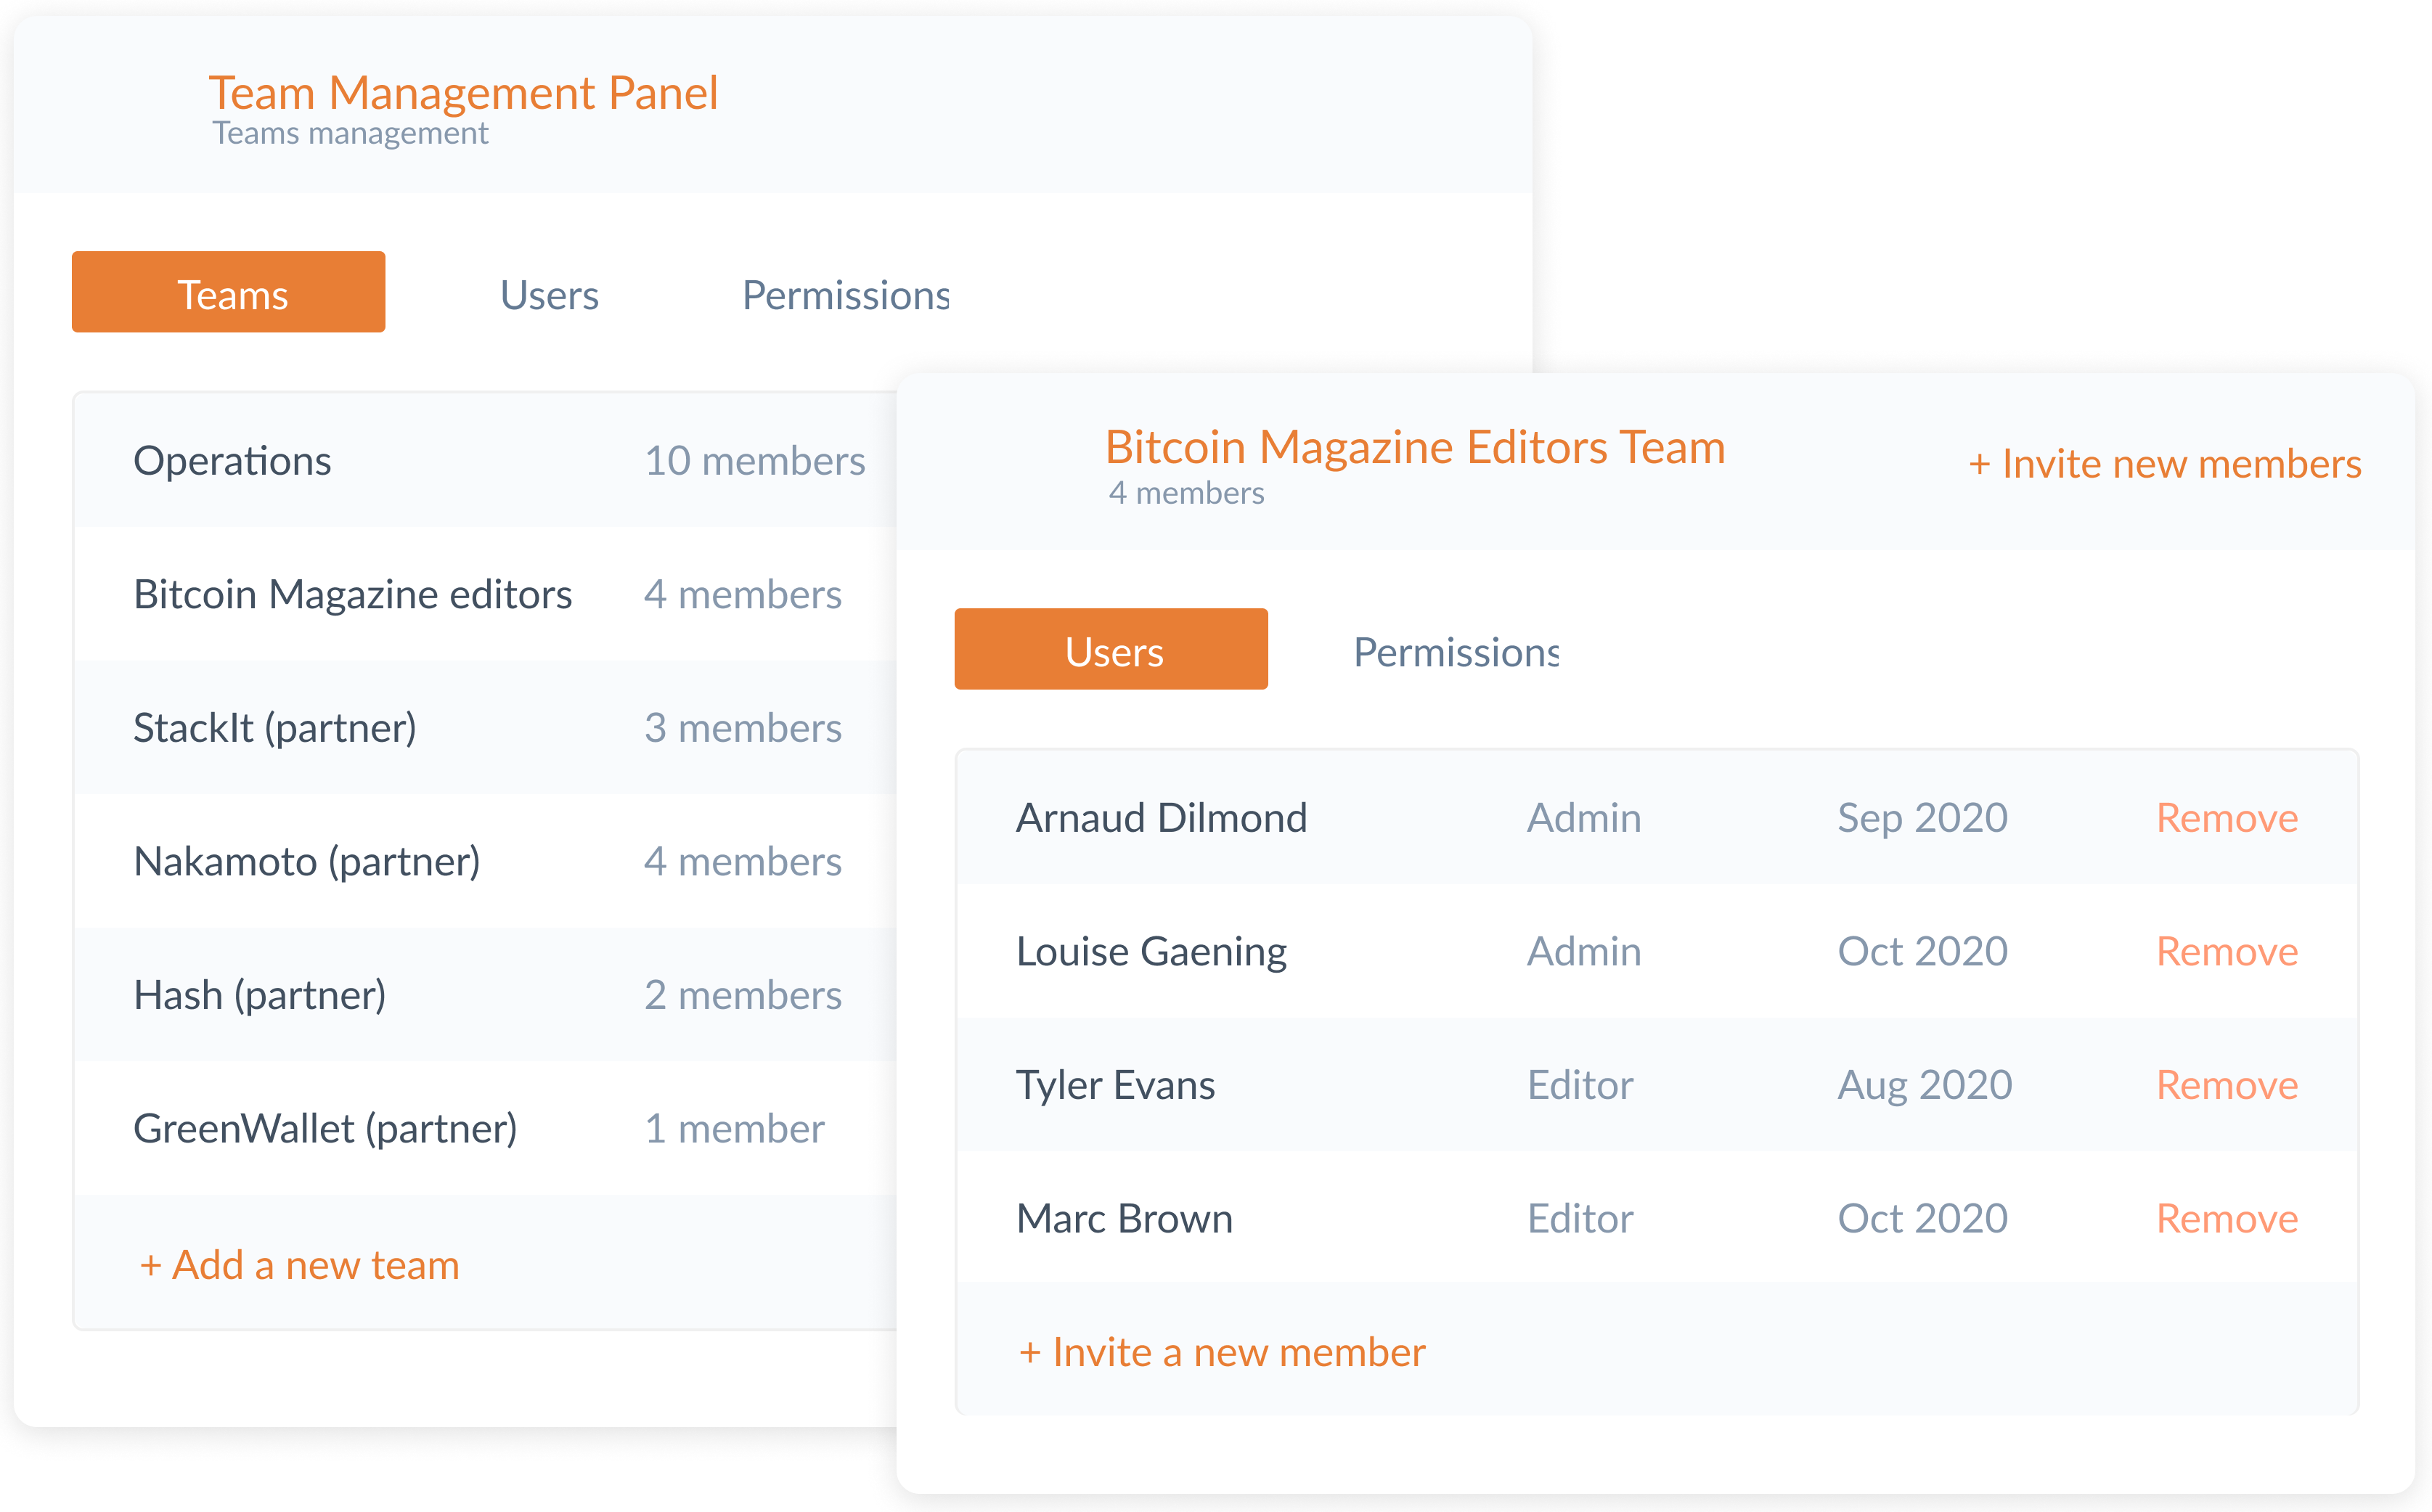 Team Management Panel
Teams management
Teams Users Permissions
Operations 10 members
Bitcoin Magazine editors 4 members
StackIt (partner) 3 members
Nakamoto (partner) 4 members
Hash (partner) 2 members
GreenWallet (partner) 1 member
+ Add a new team
Bitcoin Magazine Editors Team
4 members
+ Invite new members
Users Permissions
Arnaud Dilmond Admin Sep 2020 Remove
Louise Gaening Admin Oct 2020 Remove
Tyler Evans Editor Aug 2020 Remove
Marc Brown Editor Oct 2020 Remove
+ Invite a new member